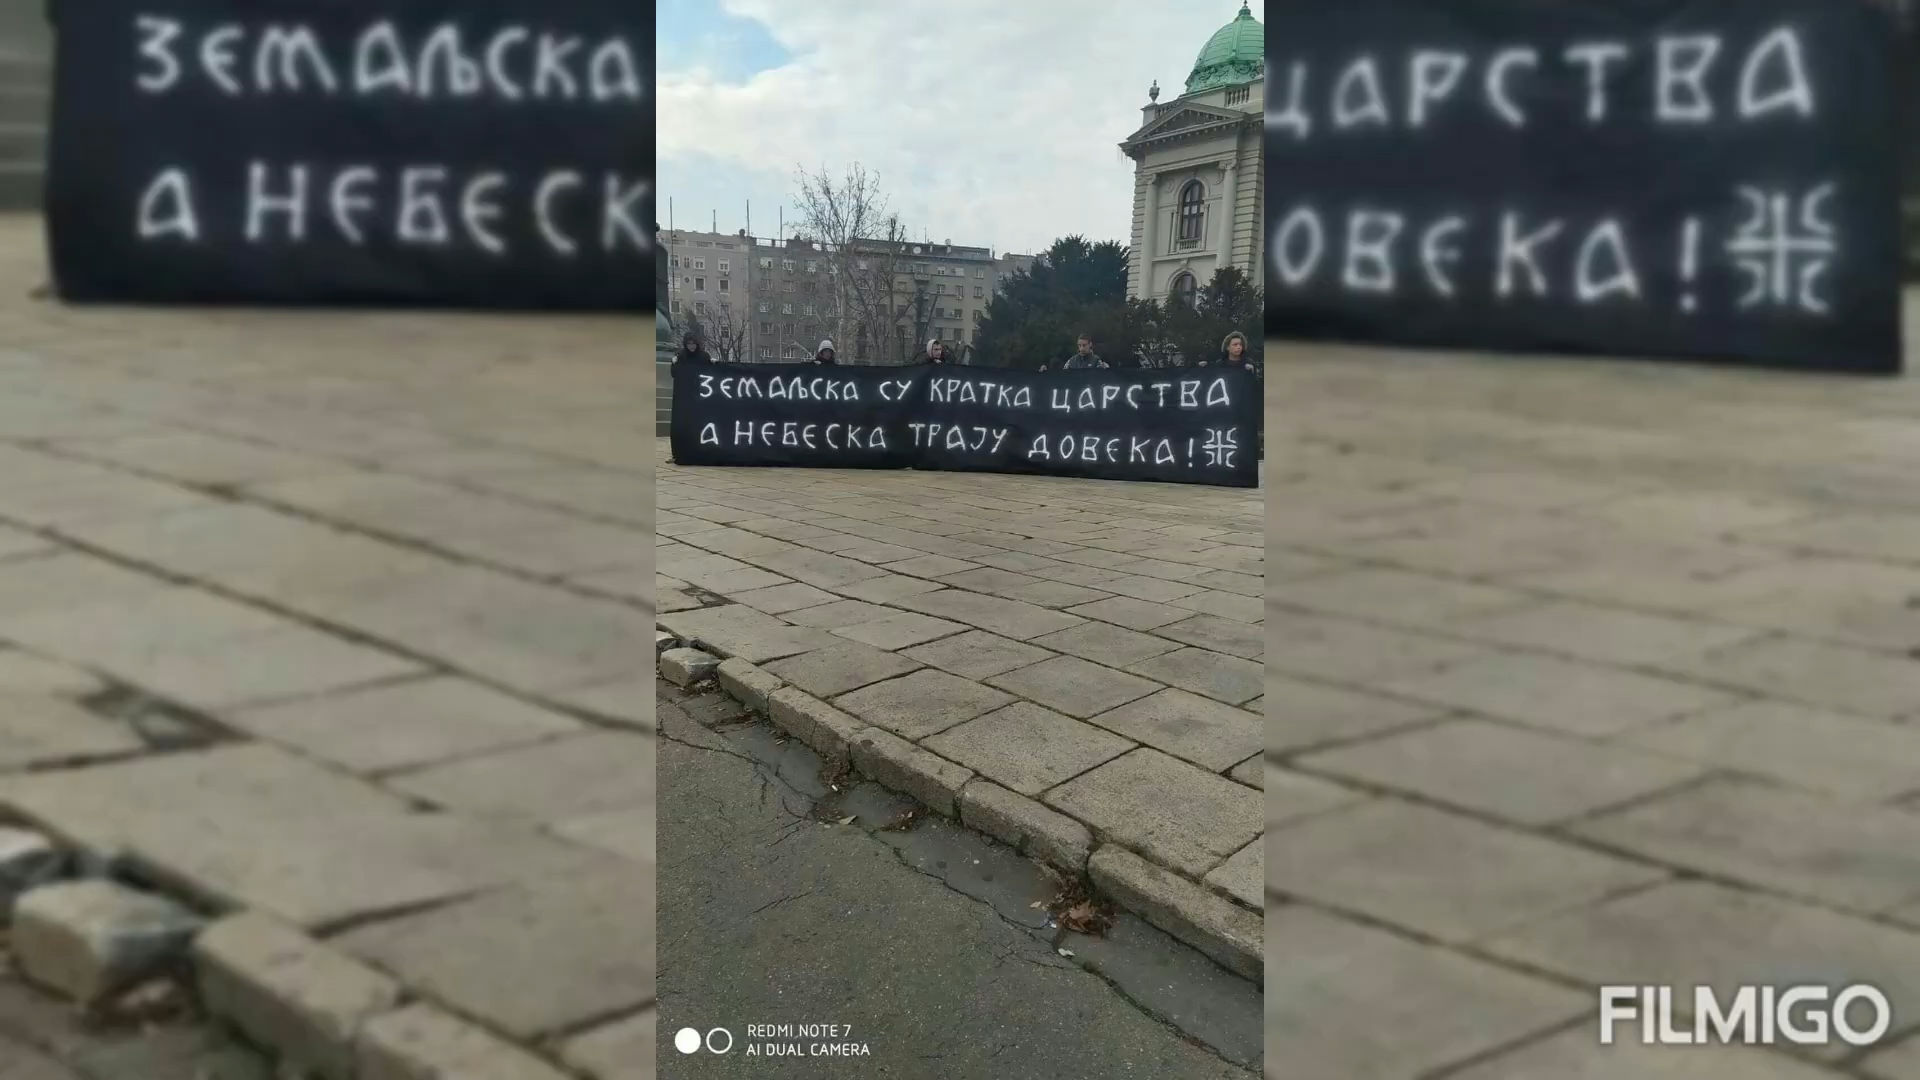 ЗЕМАЉСКА СУ КРАТКА ЦАРСТВА
А НЕБЕСКА ТРАЈУ ДОВЕКА!
REDMI NOTE 7
AI DUAL CAMERA
FILMIGO